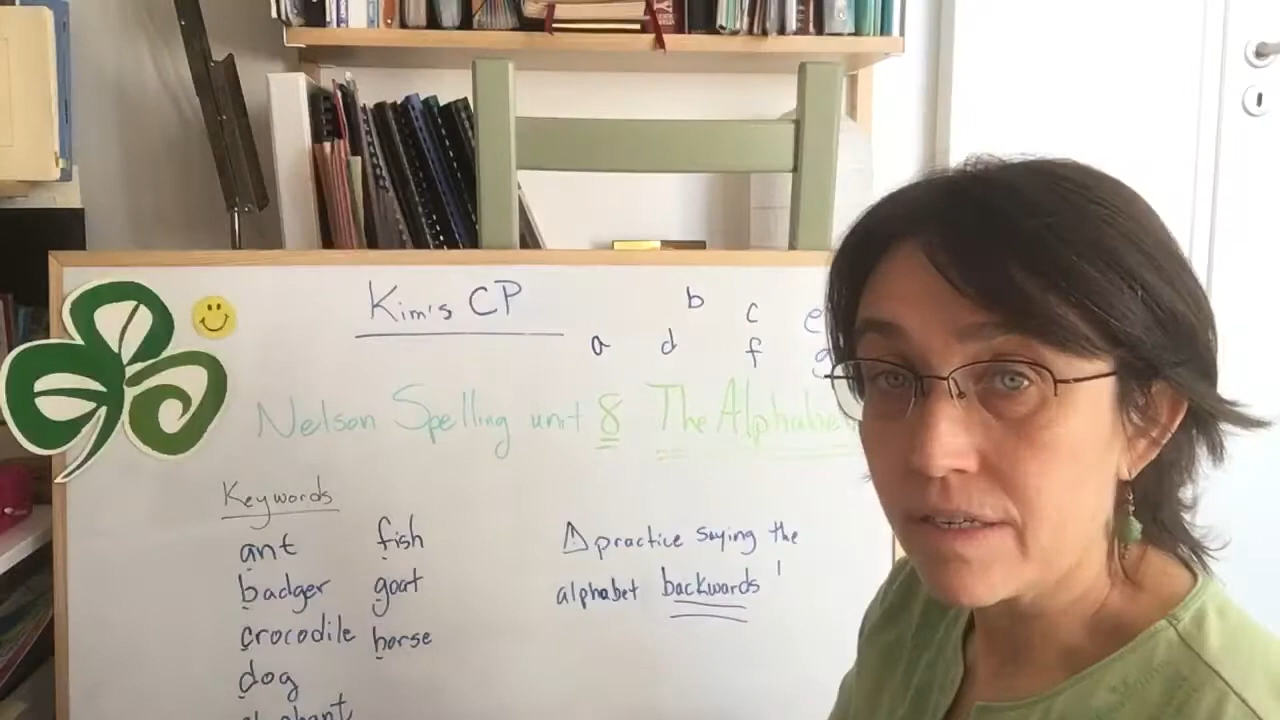 Kim's CP
b c e
a d f g
Nelson Spelling unit 8 The Alphabet
Keywords
ant fish
badger goat
crocodile horse
dog
elephant
⚠ practice saying the
alphabet backwards!